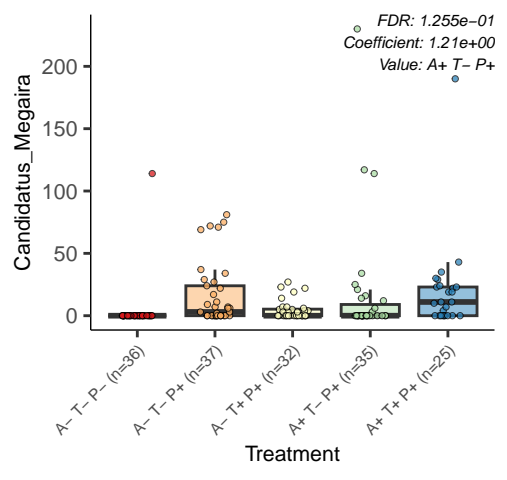 FDR: 1.255e−01
Coefficient: 1.21e+00
Value: A+ T− P+
Candidatus_Megaira
200
150
100
50
0
A− T− P− (n=36)
A− T− P+ (n=37)
A− T+ P+ (n=32)
A+ T− P+ (n=35)
A+ T+ P+ (n=25)
Treatment